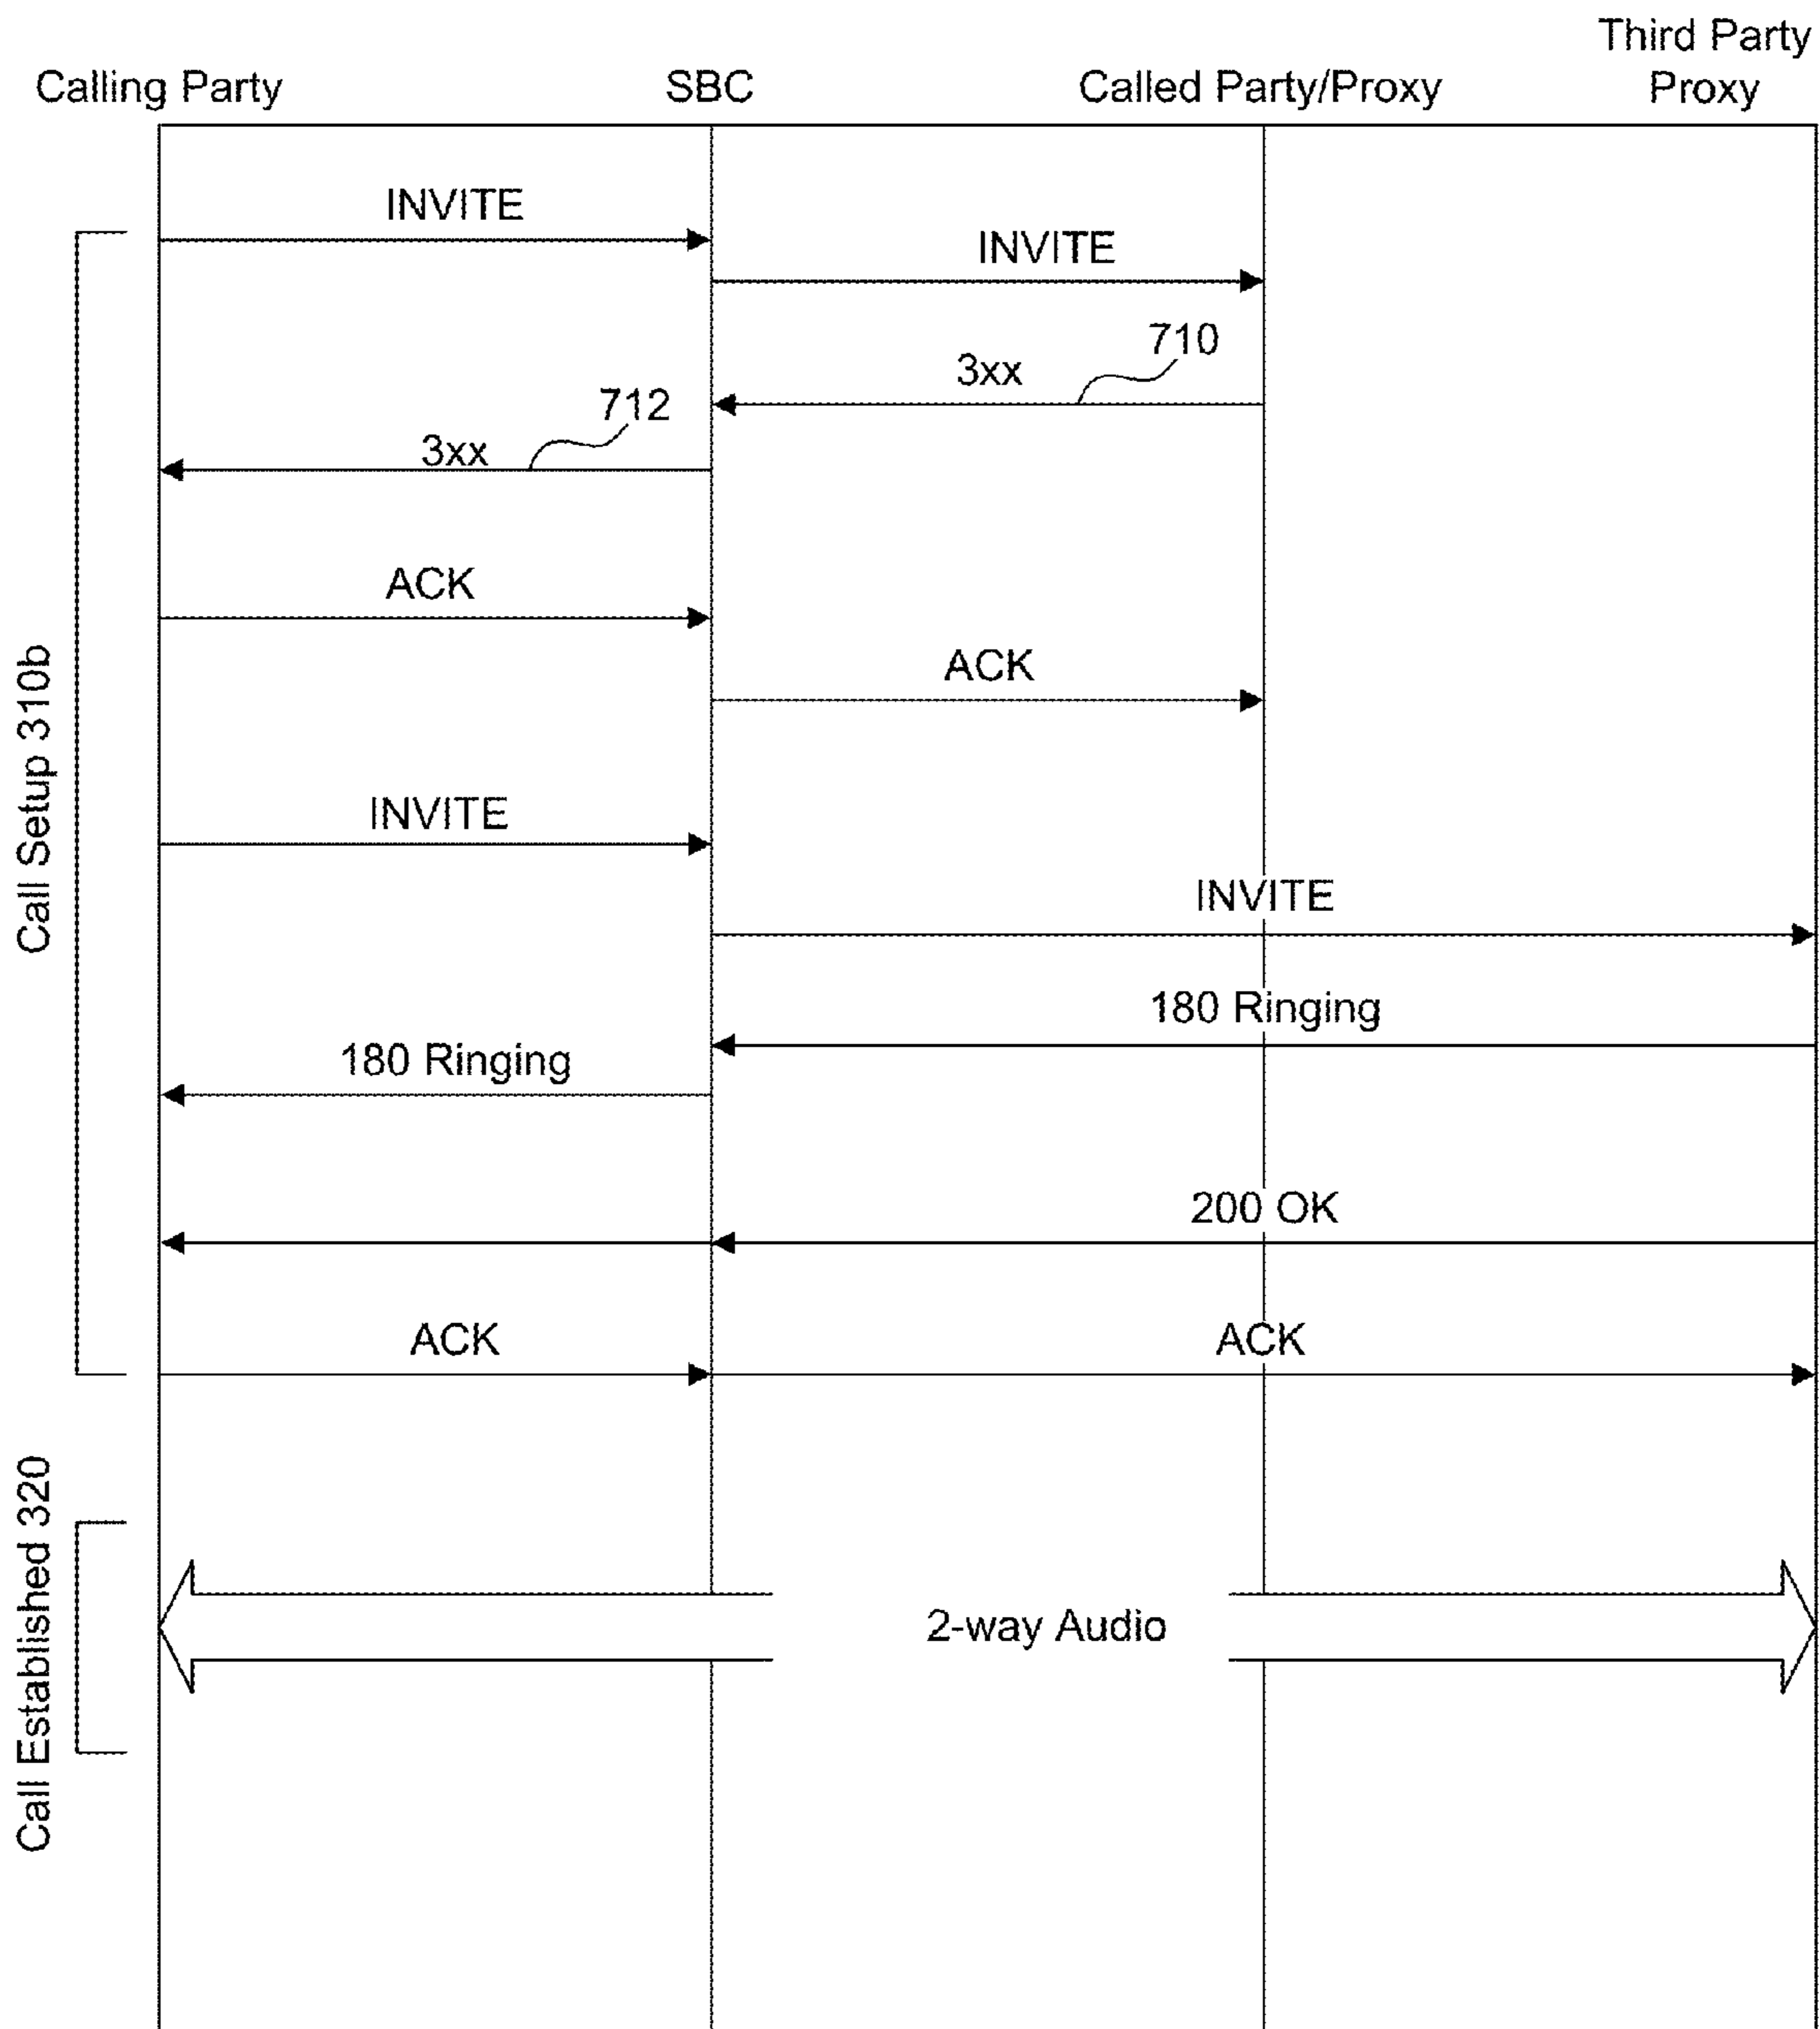 Third Party
Calling Party
SBC
Called Party/Proxy
Proxy
INVITE
INVITE
710
3xx
712
3xx
ACK
ACK
Call Setup 310b
INVITE
INVITE
180 Ringing
180 Ringing
200 OK
ACK
ACK
Call Established 320
2-way Audio